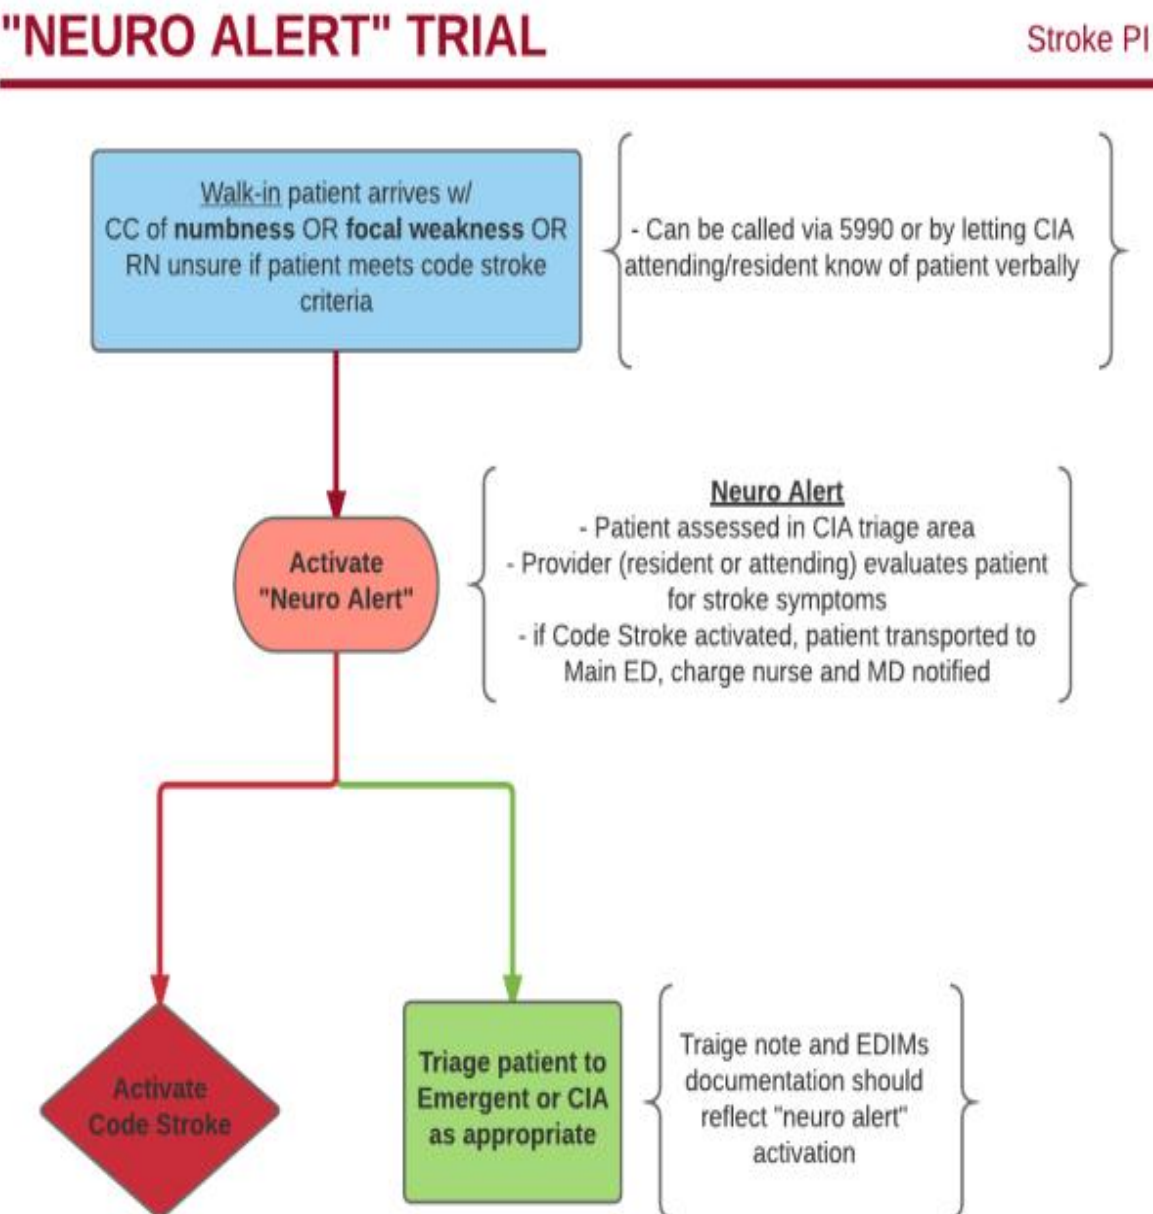 "NEURO ALERT" TRIAL
Stroke PI
Walk-in patient arrives w/
CC of numbness OR focal weakness OR
RN unsure if patient meets code stroke
criteria
- Can be called via 5990 or by letting CIA
attending/resident know of patient verbally
Activate
"Neuro Alert"
Neuro Alert
- Patient assessed in CIA triage area
- Provider (resident or attending) evaluates patient
for stroke symptoms
- if Code Stroke activated, patient transported to
Main ED, charge nurse and MD notified
Activate
Code Stroke
Triage patient to
Emergent or CIA
as appropriate
Traige note and EDIMs
documentation should
reflect "neuro alert"
activation